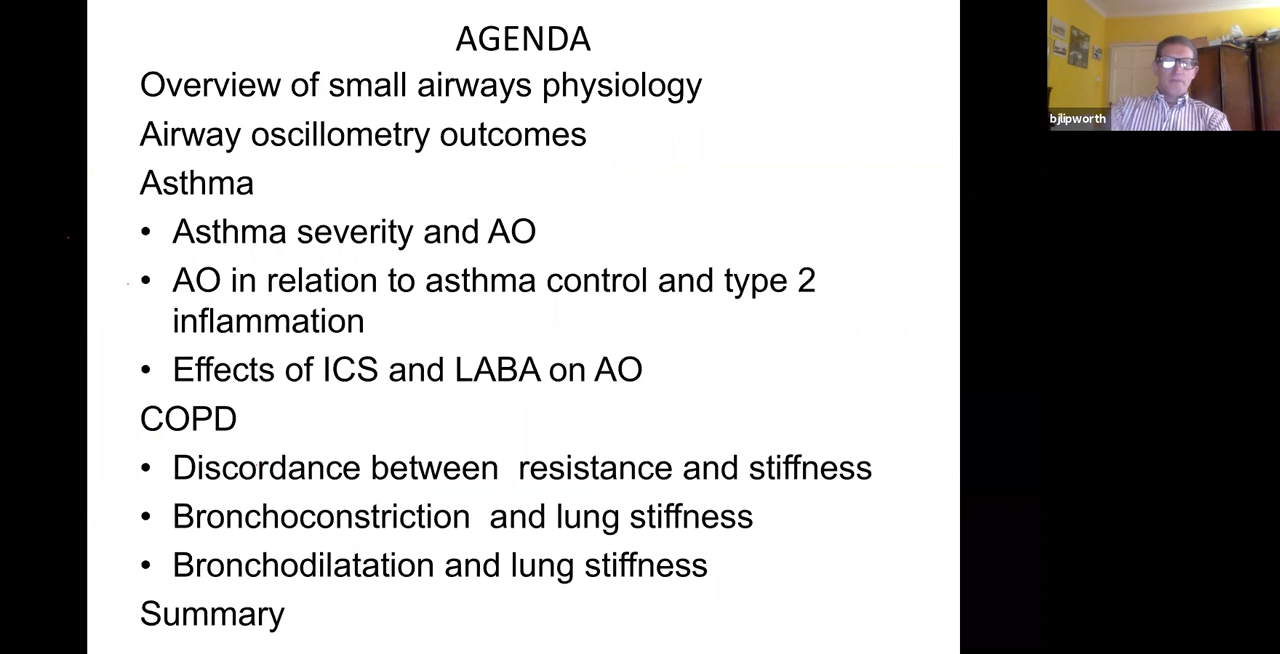 AGENDA
Overview of small airways physiology
Airway oscillometry outcomes
Asthma
• Asthma severity and AO
• AO in relation to asthma control and type 2
inflammation
• Effects of ICS and LABA on AO
COPD
• Discordance between  resistance and stiffness
• Bronchoconstriction  and lung stiffness
• Bronchodilatation and lung stiffness
Summary
bjlipworth